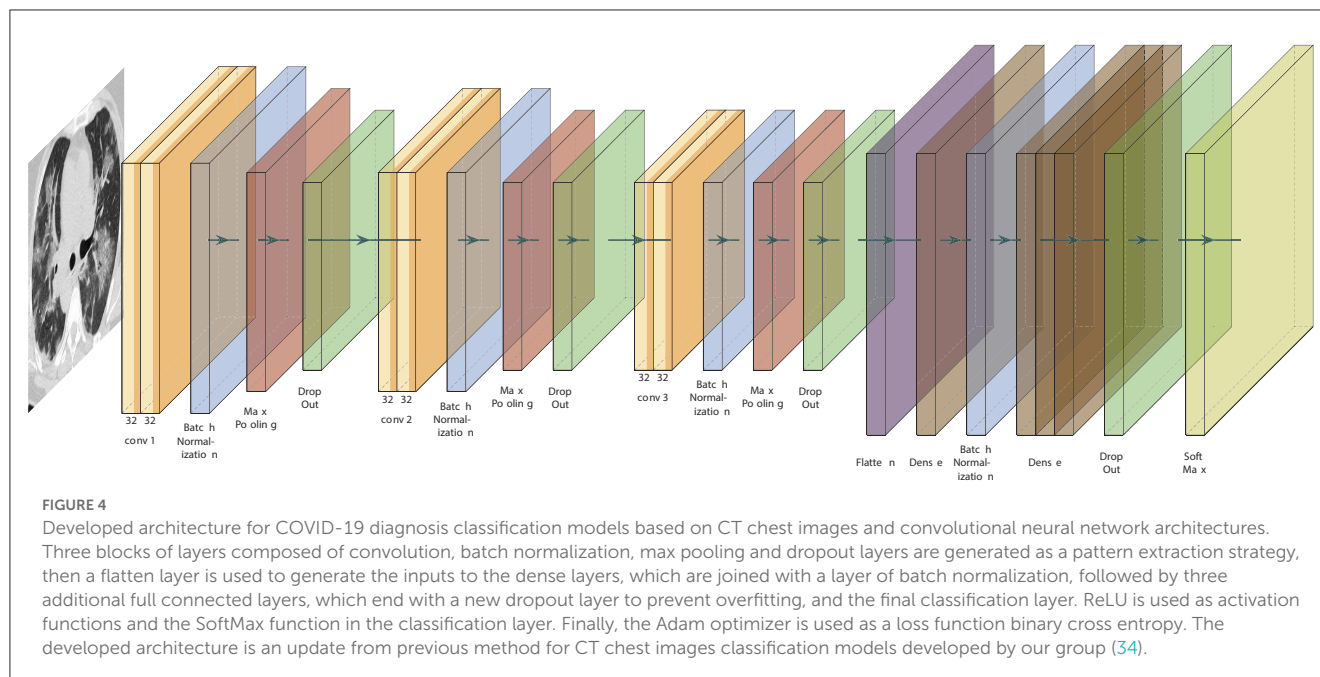 32 32
conv 1
Batc h
Normal-
izatio n
Ma x
Po olin g
Drop
Out
32 32
conv 2
Batc h
Normal-
izatio n
Ma x
Po olin g
Drop
Out
32 32
conv 3
Batc h
Normal-
izatio n
Ma x
Po olin g
Drop
Out
Flatte n
Dens e
Batc h
Normal-
izatio n
Dens e
Drop
Out
Soft
Ma x
FIGURE 4
Developed architecture for COVID-19 diagnosis classification models based on CT chest images and convolutional neural network architectures.
Three blocks of layers composed of convolution, batch normalization, max pooling and dropout layers are generated as a pattern extraction strategy,
then a flatten layer is used to generate the inputs to the dense layers, which are joined with a layer of batch normalization, followed by three
additional full connected layers, which end with a new dropout layer to prevent overfitting, and the final classification layer. ReLU is used as activation
functions and the SoftMax function in the classification layer. Finally, the Adam optimizer is used as a loss function binary cross entropy. The
developed architecture is an update from previous method for CT chest images classification models developed by our group (34).